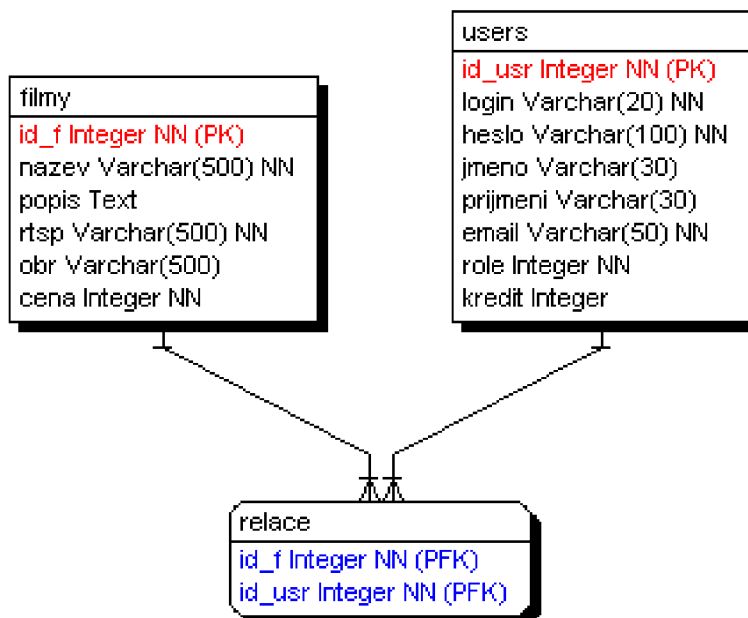 filmy
id_f Integer NN (PK)
nazev Varchar(500) NN
popis Text
rtsp Varchar(500) NN
obr Varchar(500)
cena Integer NN
users
id_usr Integer NN (PK)
login Varchar(20) NN
heslo Varchar(100) NN
jmeno Varchar(30)
prijmeni Varchar(30)
email Varchar(50) NN
role Integer NN
kredit Integer
relace
id_f Integer NN (PFK)
id_usr Integer NN (PFK)